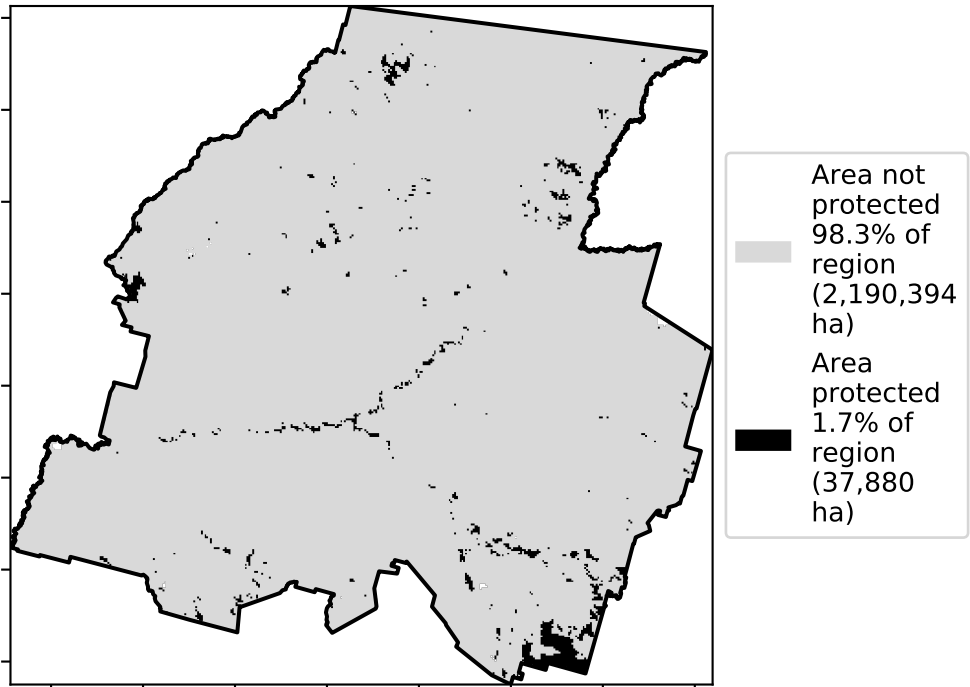 Area not
protected
98.3% of
region
(2,190,394
ha)
Area
protected
1.7% of
region
(37,880
ha)